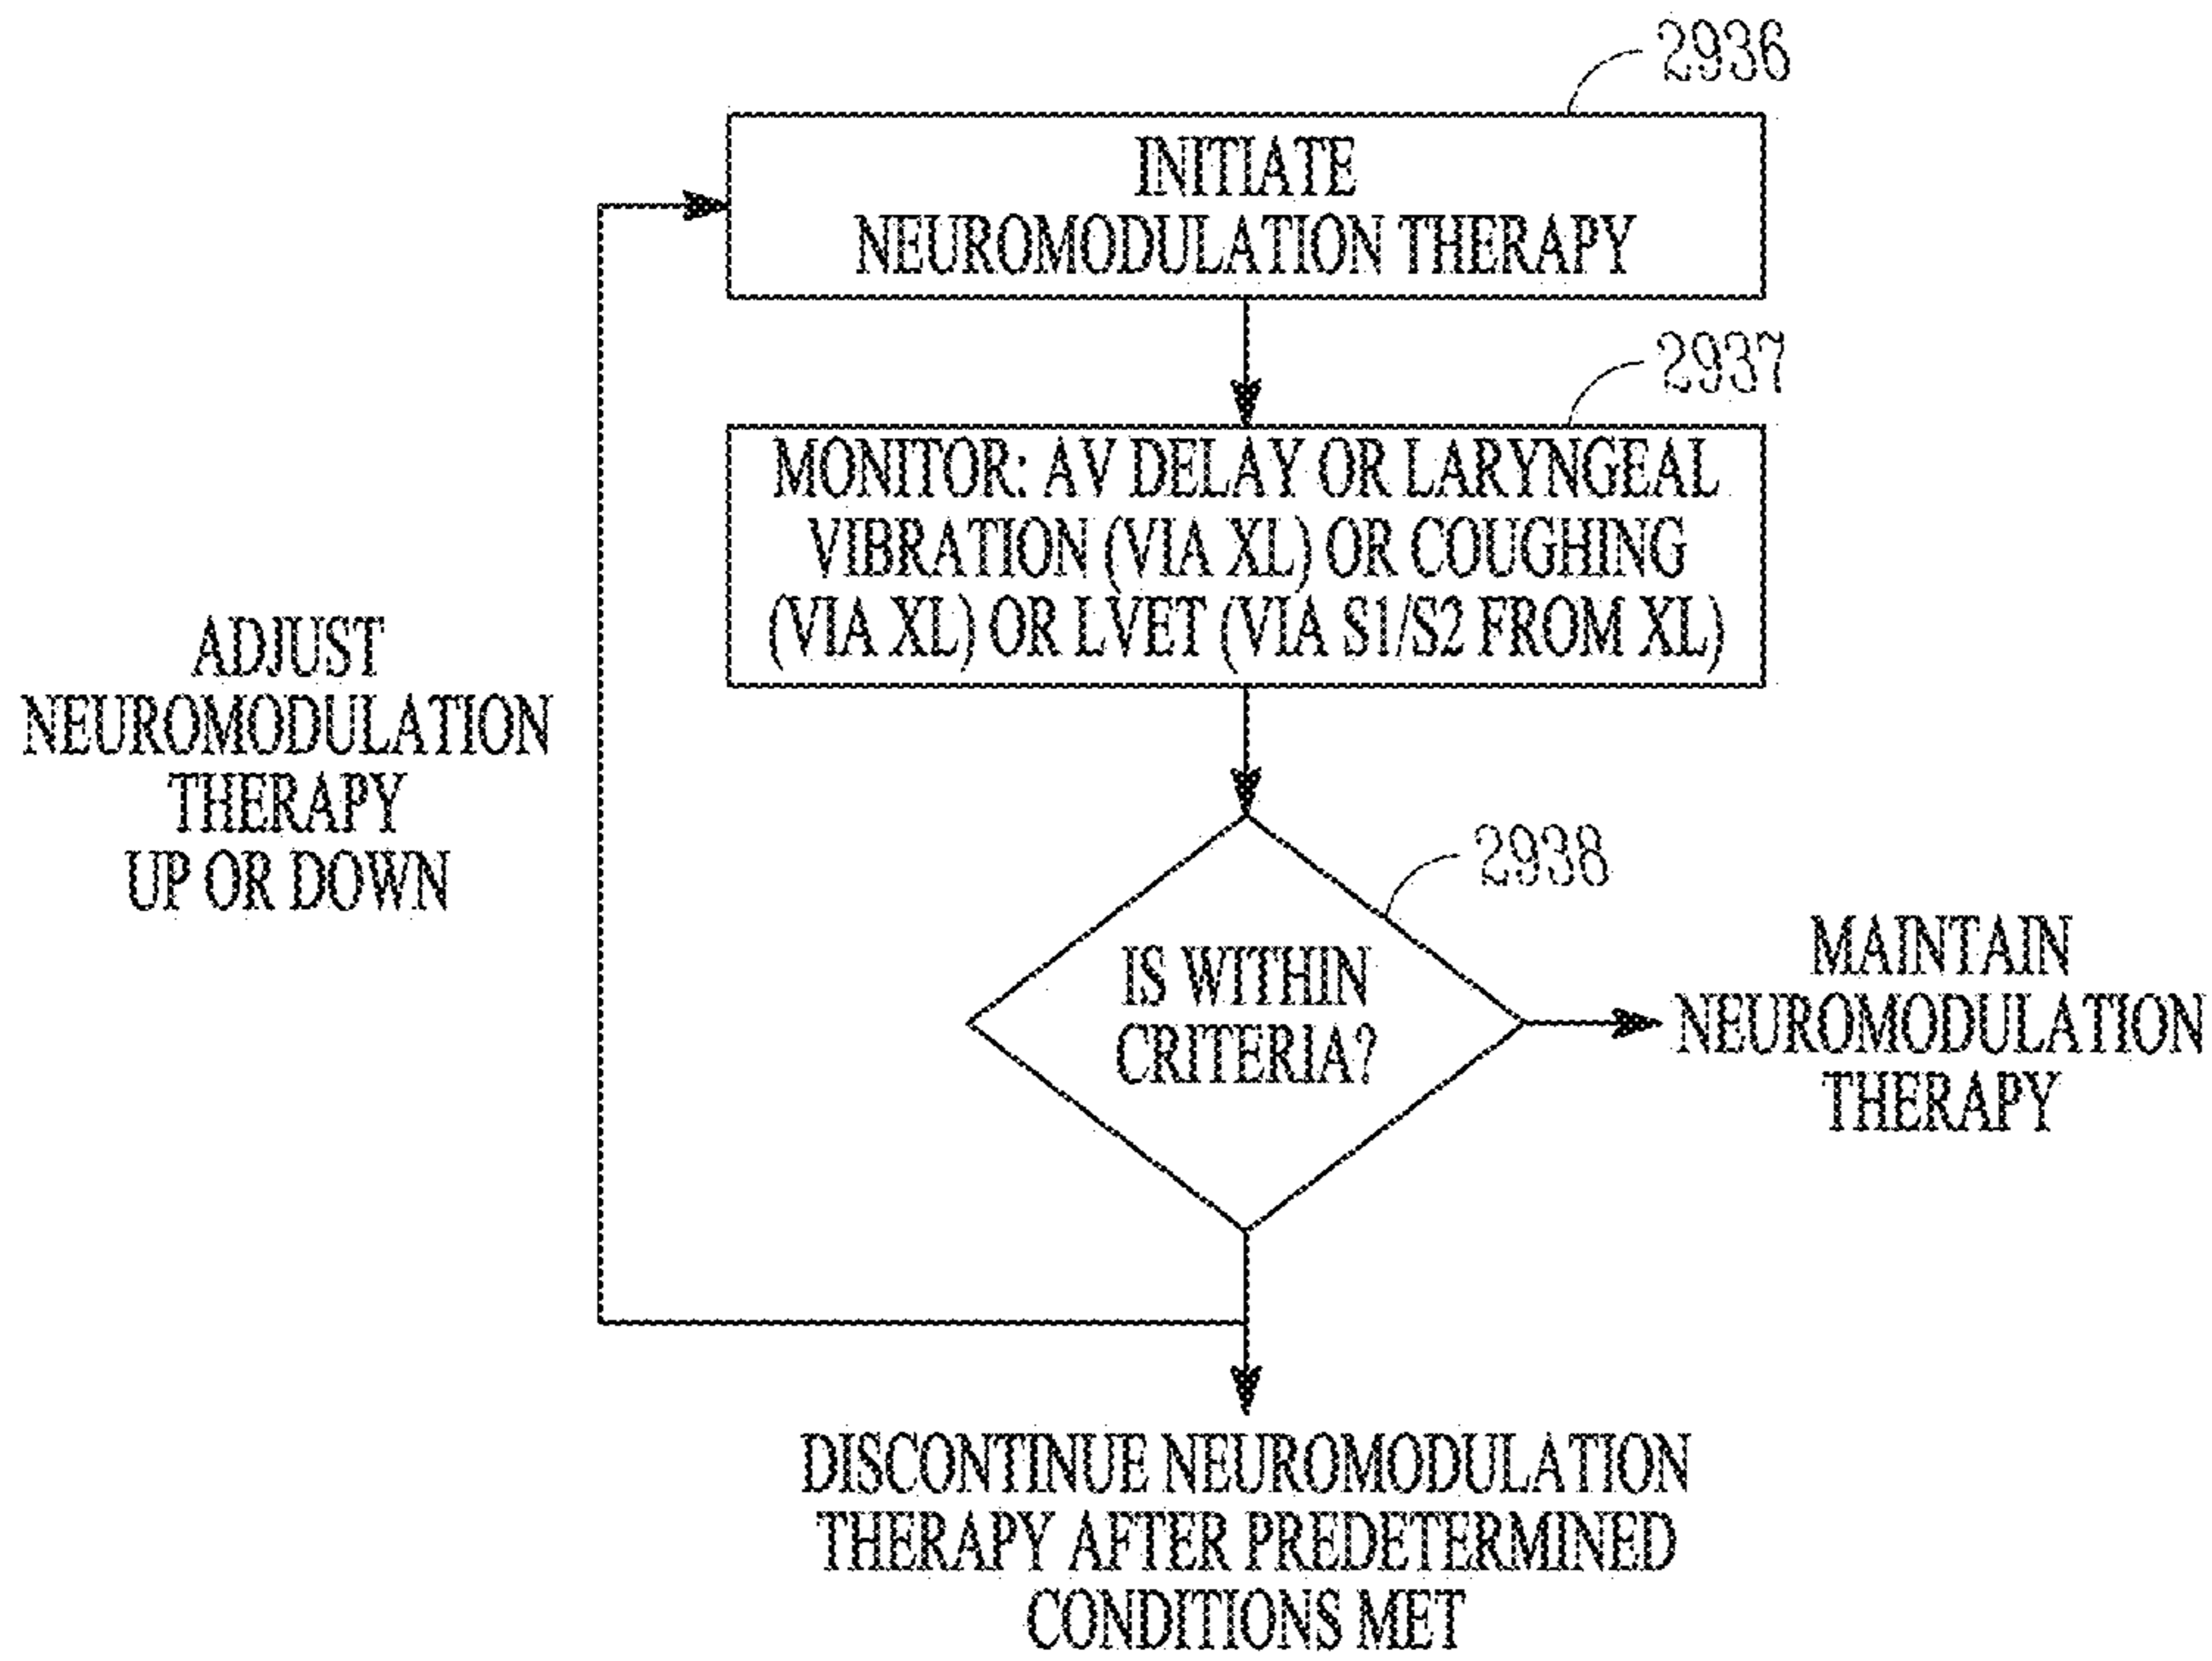 2936
INITIATE
NEUROMODULATION THERAPY
2937
MONITOR: AV DELAY OR LARYNGEAL
VIBRATION (VIA XL) OR COUGHING
(VIA XL) OR LVET (VIA S1/S2 FROM XL)
ADJUST
NEUROMODULATION
THERAPY
UP OR DOWN
2938
IS WITHIN
CRITERIA?
MAINTAIN
NEUROMODULATION
THERAPY
DISCONTINUE NEUROMODULATION
THERAPY AFTER PREDETERMINED
CONDITIONS MET